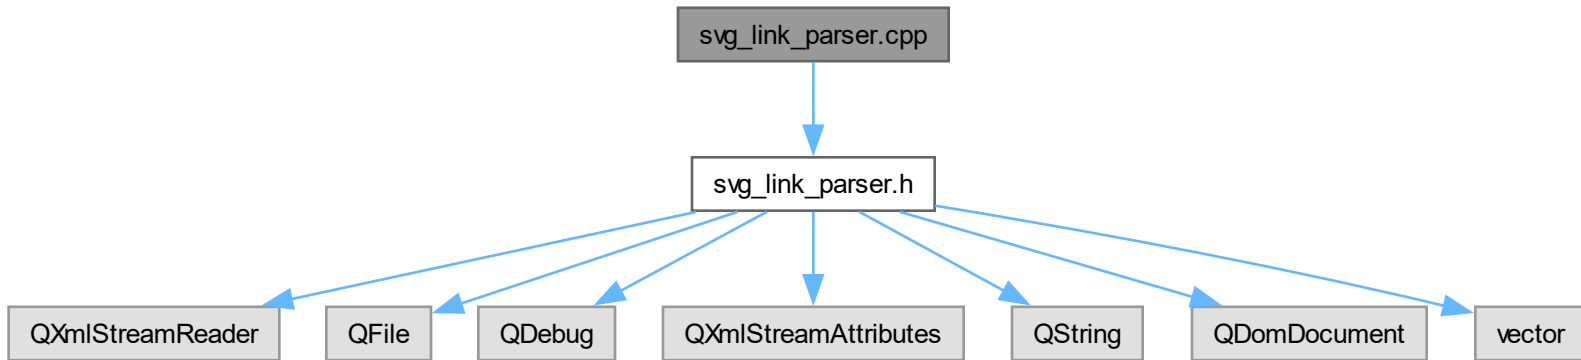 svg_link_parser.cpp
svg_link_parser.h
QXmlStreamReader
QFile
QDebug
QXmlStreamAttributes
QString
QDomDocument
vector